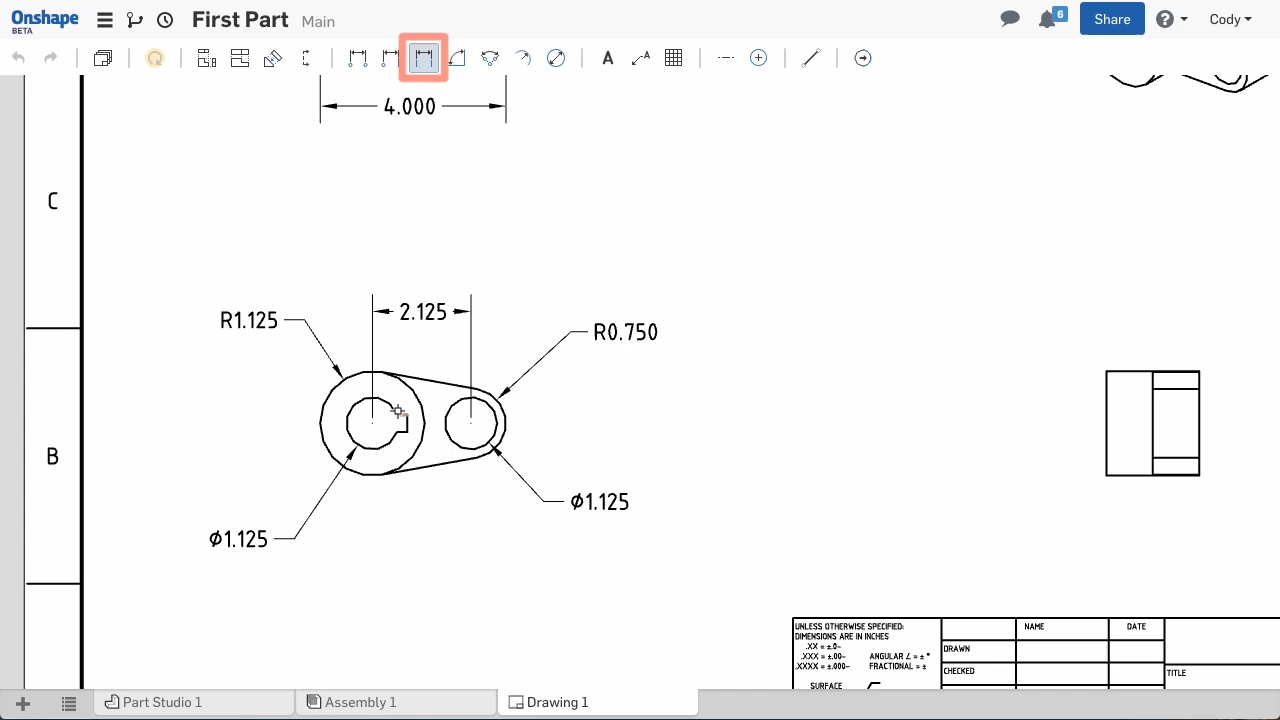 Onshape
BETA
First Part
Main
6
Share
Cody
A
A
4.000
C
2.125
R1.125
R0.750
B
Ø1.125
Ø1.125
UNLESS OTHERWISE SPECIFIED:
DIMENSIONS ARE IN INCHES
.XX = ±.0-
.XXX = ±.00-
ANGULAR ∠ = ± °
.XXXX = ±.000-
FRACTIONAL = ±
SURFACE
NAME
DATE
DRAWN
CHECKED
TITLE
Part Studio 1
Assembly 1
Drawing 1